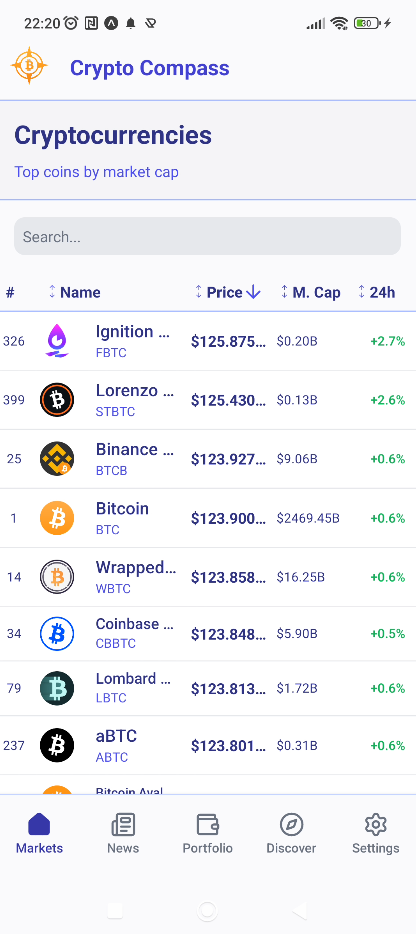 22:20
30
Crypto Compass
Cryptocurrencies
Top coins by market cap
Search...
# Name Price M. Cap 24h
326 Ignition ... $125.875... $0.20B +2.7%
FBTC
399 Lorenzo ... $125.430... $0.13B +2.6%
STBTC
25 Binance ... $123.927... $9.06B +0.6%
BTCB
1 Bitcoin $123.900... $2469.45B +0.6%
BTC
14 Wrapped... $123.858... $16.25B +0.6%
WBTC
34 Coinbase ... $123.848... $5.90B +0.5%
CBBTC
79 Lombard ... $123.813... $1.72B +0.6%
LBTC
237 aBTC $123.801... $0.31B +0.6%
ABTC
Bitcoin Aval
Markets News Portfolio Discover Settings